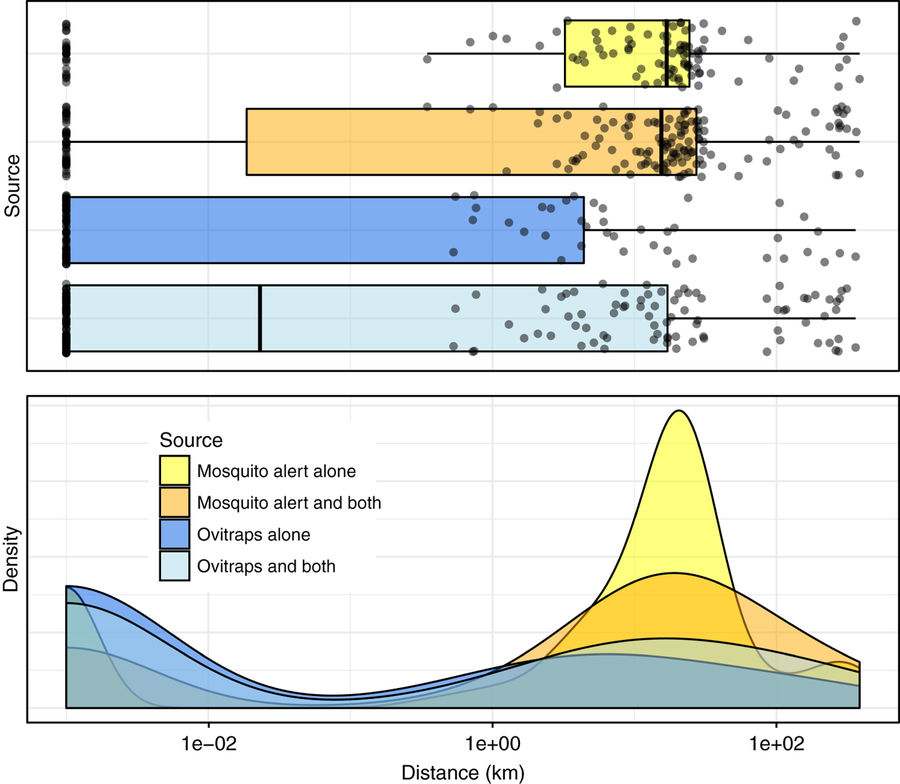 Source
Source
Mosquito alert alone
Mosquito alert and both
Ovitraps alone
Ovitraps and both
Density
1e−02 1e+00 1e+02
Distance (km)